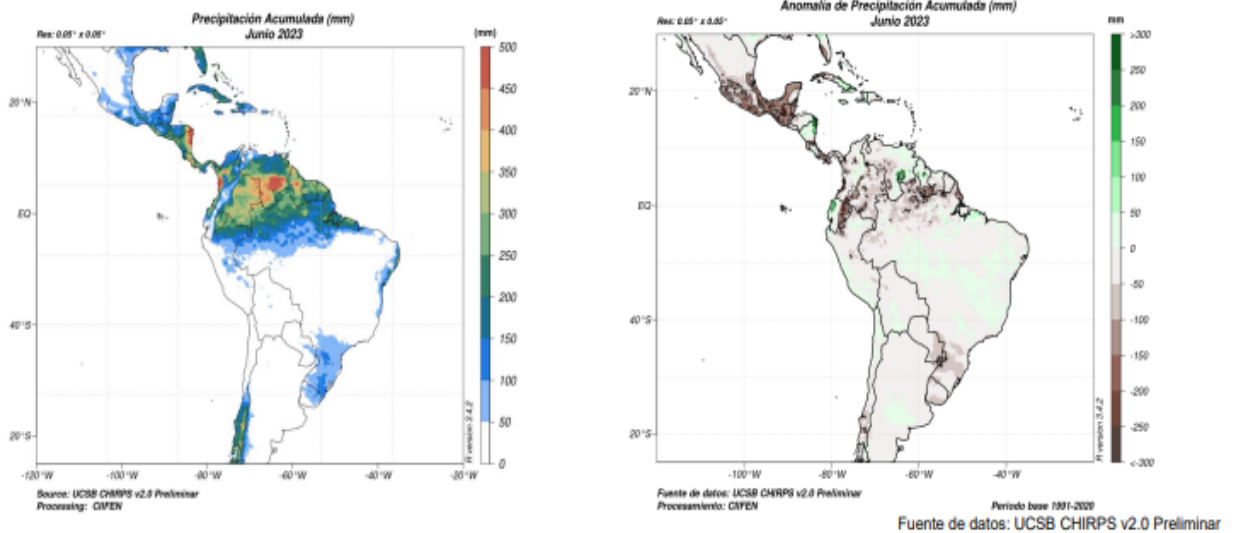 Precipitación Acumulada (mm)
Junio 2023
Res: 0.05° x 0.05°
(mm)
500
450
400
350
300
250
200
150
100
50
0
20°N
EQ
40°S
20°S
-120°W
-100°W
-80°W
-60°W
-40°W
-20°W
R version 3.4.2
Source: UCSB CHIRPS v2.0 Preliminar
Processing: CIIFEN
Anomalía de Precipitación Acumulada (mm)
Junio 2023
Res: 0.05° x 0.05°
mm
>300
250
200
150
100
50
0
-50
-100
-150
-200
-250
<-300
20°N
EQ
40°S
20°S
-100°W
-80°W
-60°W
-40°W
R version 3.4.2
Fuente de datos: UCSB CHIRPS v2.0 Preliminar
Procesamiento: CIIFEN
Periodo base 1991-2020
Fuente de datos: UCSB CHIRPS v2.0 Preliminar